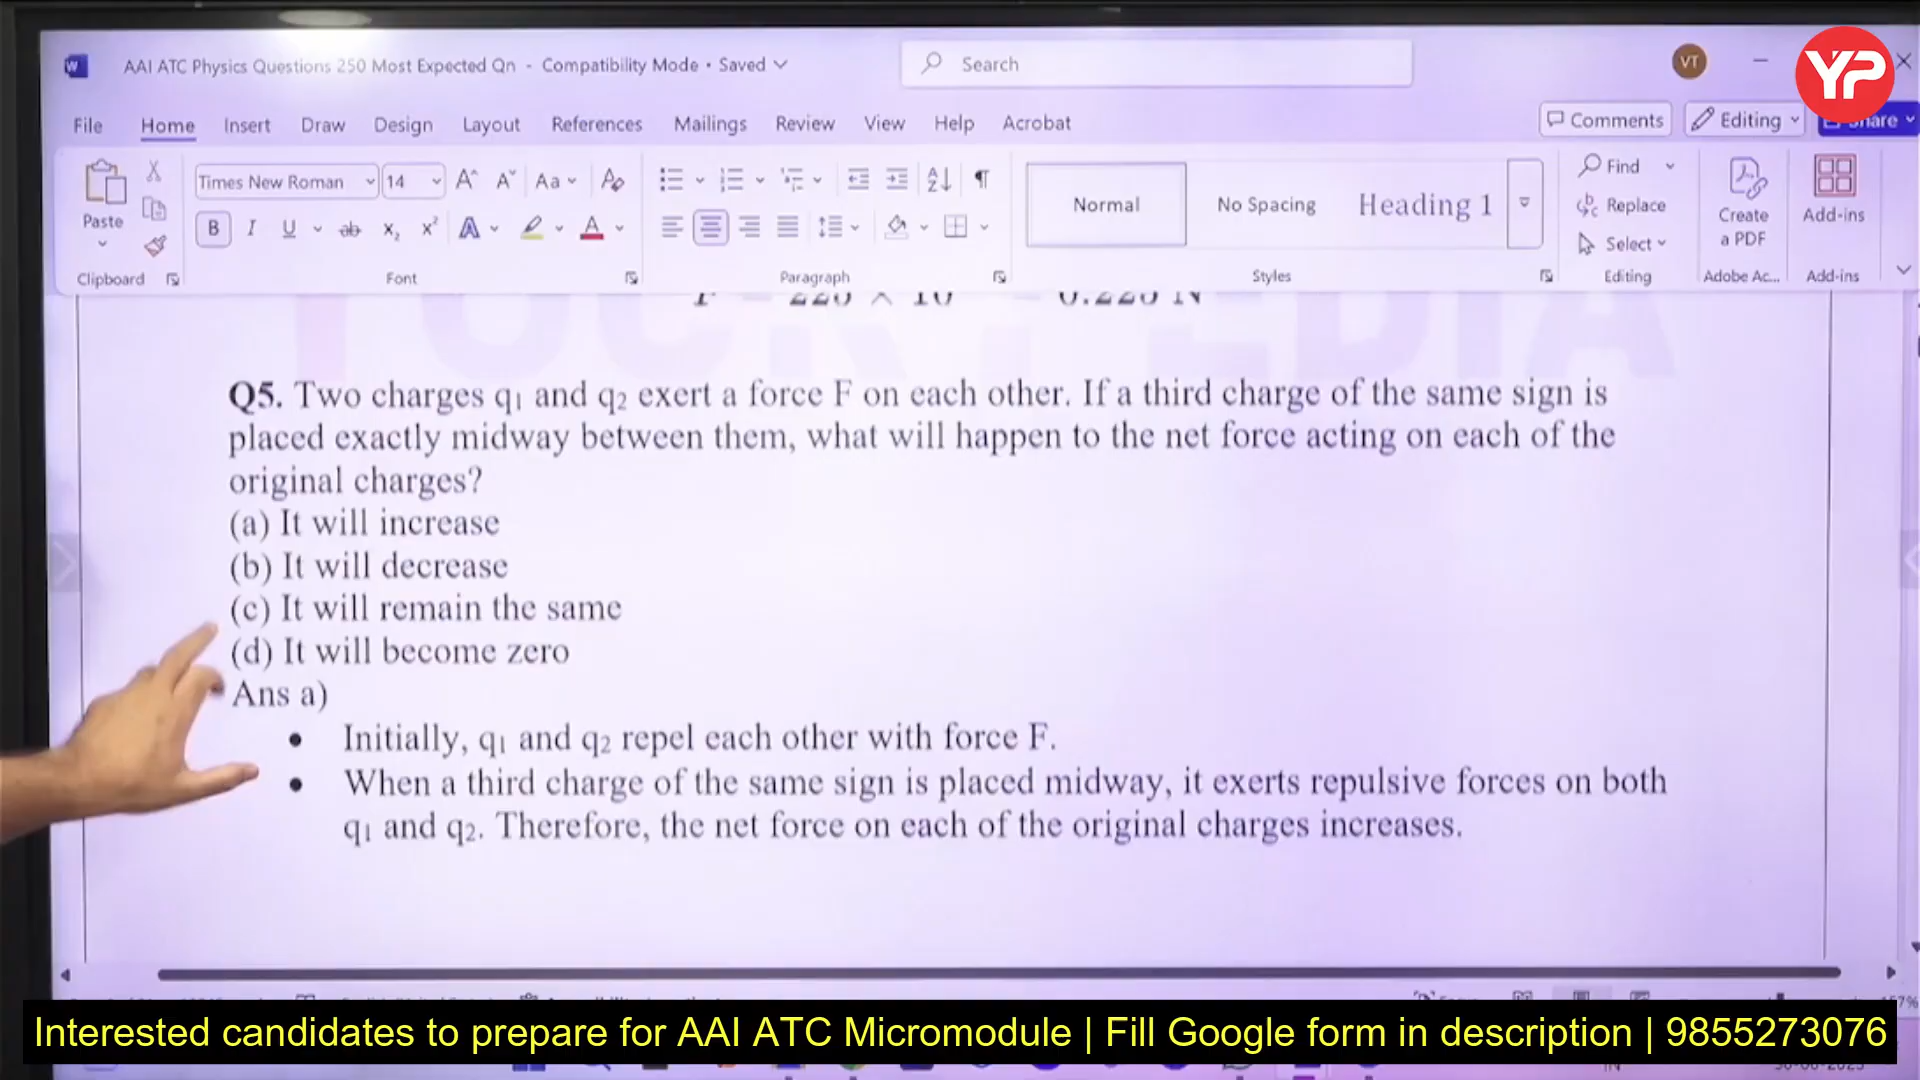 AAI ATC Physics Questions 250 Most Expected Qn - Compatibility Mode • Saved
Search
VT
YP
File Home Insert Draw Design Layout References Mailings Review View Help Acrobat
Comments Editing Share
Times New Roman 14
Paste
Normal No Spacing Heading 1
Find
Replace
Select
Create a PDF
Add-ins
Clipboard Font Paragraph Styles Editing Adobe Ac... Add-ins
Q5. Two charges q₁ and q₂ exert a force F on each other. If a third charge of the same sign is
placed exactly midway between them, what will happen to the net force acting on each of the
original charges?
(a) It will increase
(b) It will decrease
(c) It will remain the same
(d) It will become zero
Ans a)
• Initially, q₁ and q₂ repel each other with force F.
• When a third charge of the same sign is placed midway, it exerts repulsive forces on both
q₁ and q₂. Therefore, the net force on each of the original charges increases.
Interested candidates to prepare for AAI ATC Micromodule | Fill Google form in description | 9855273076